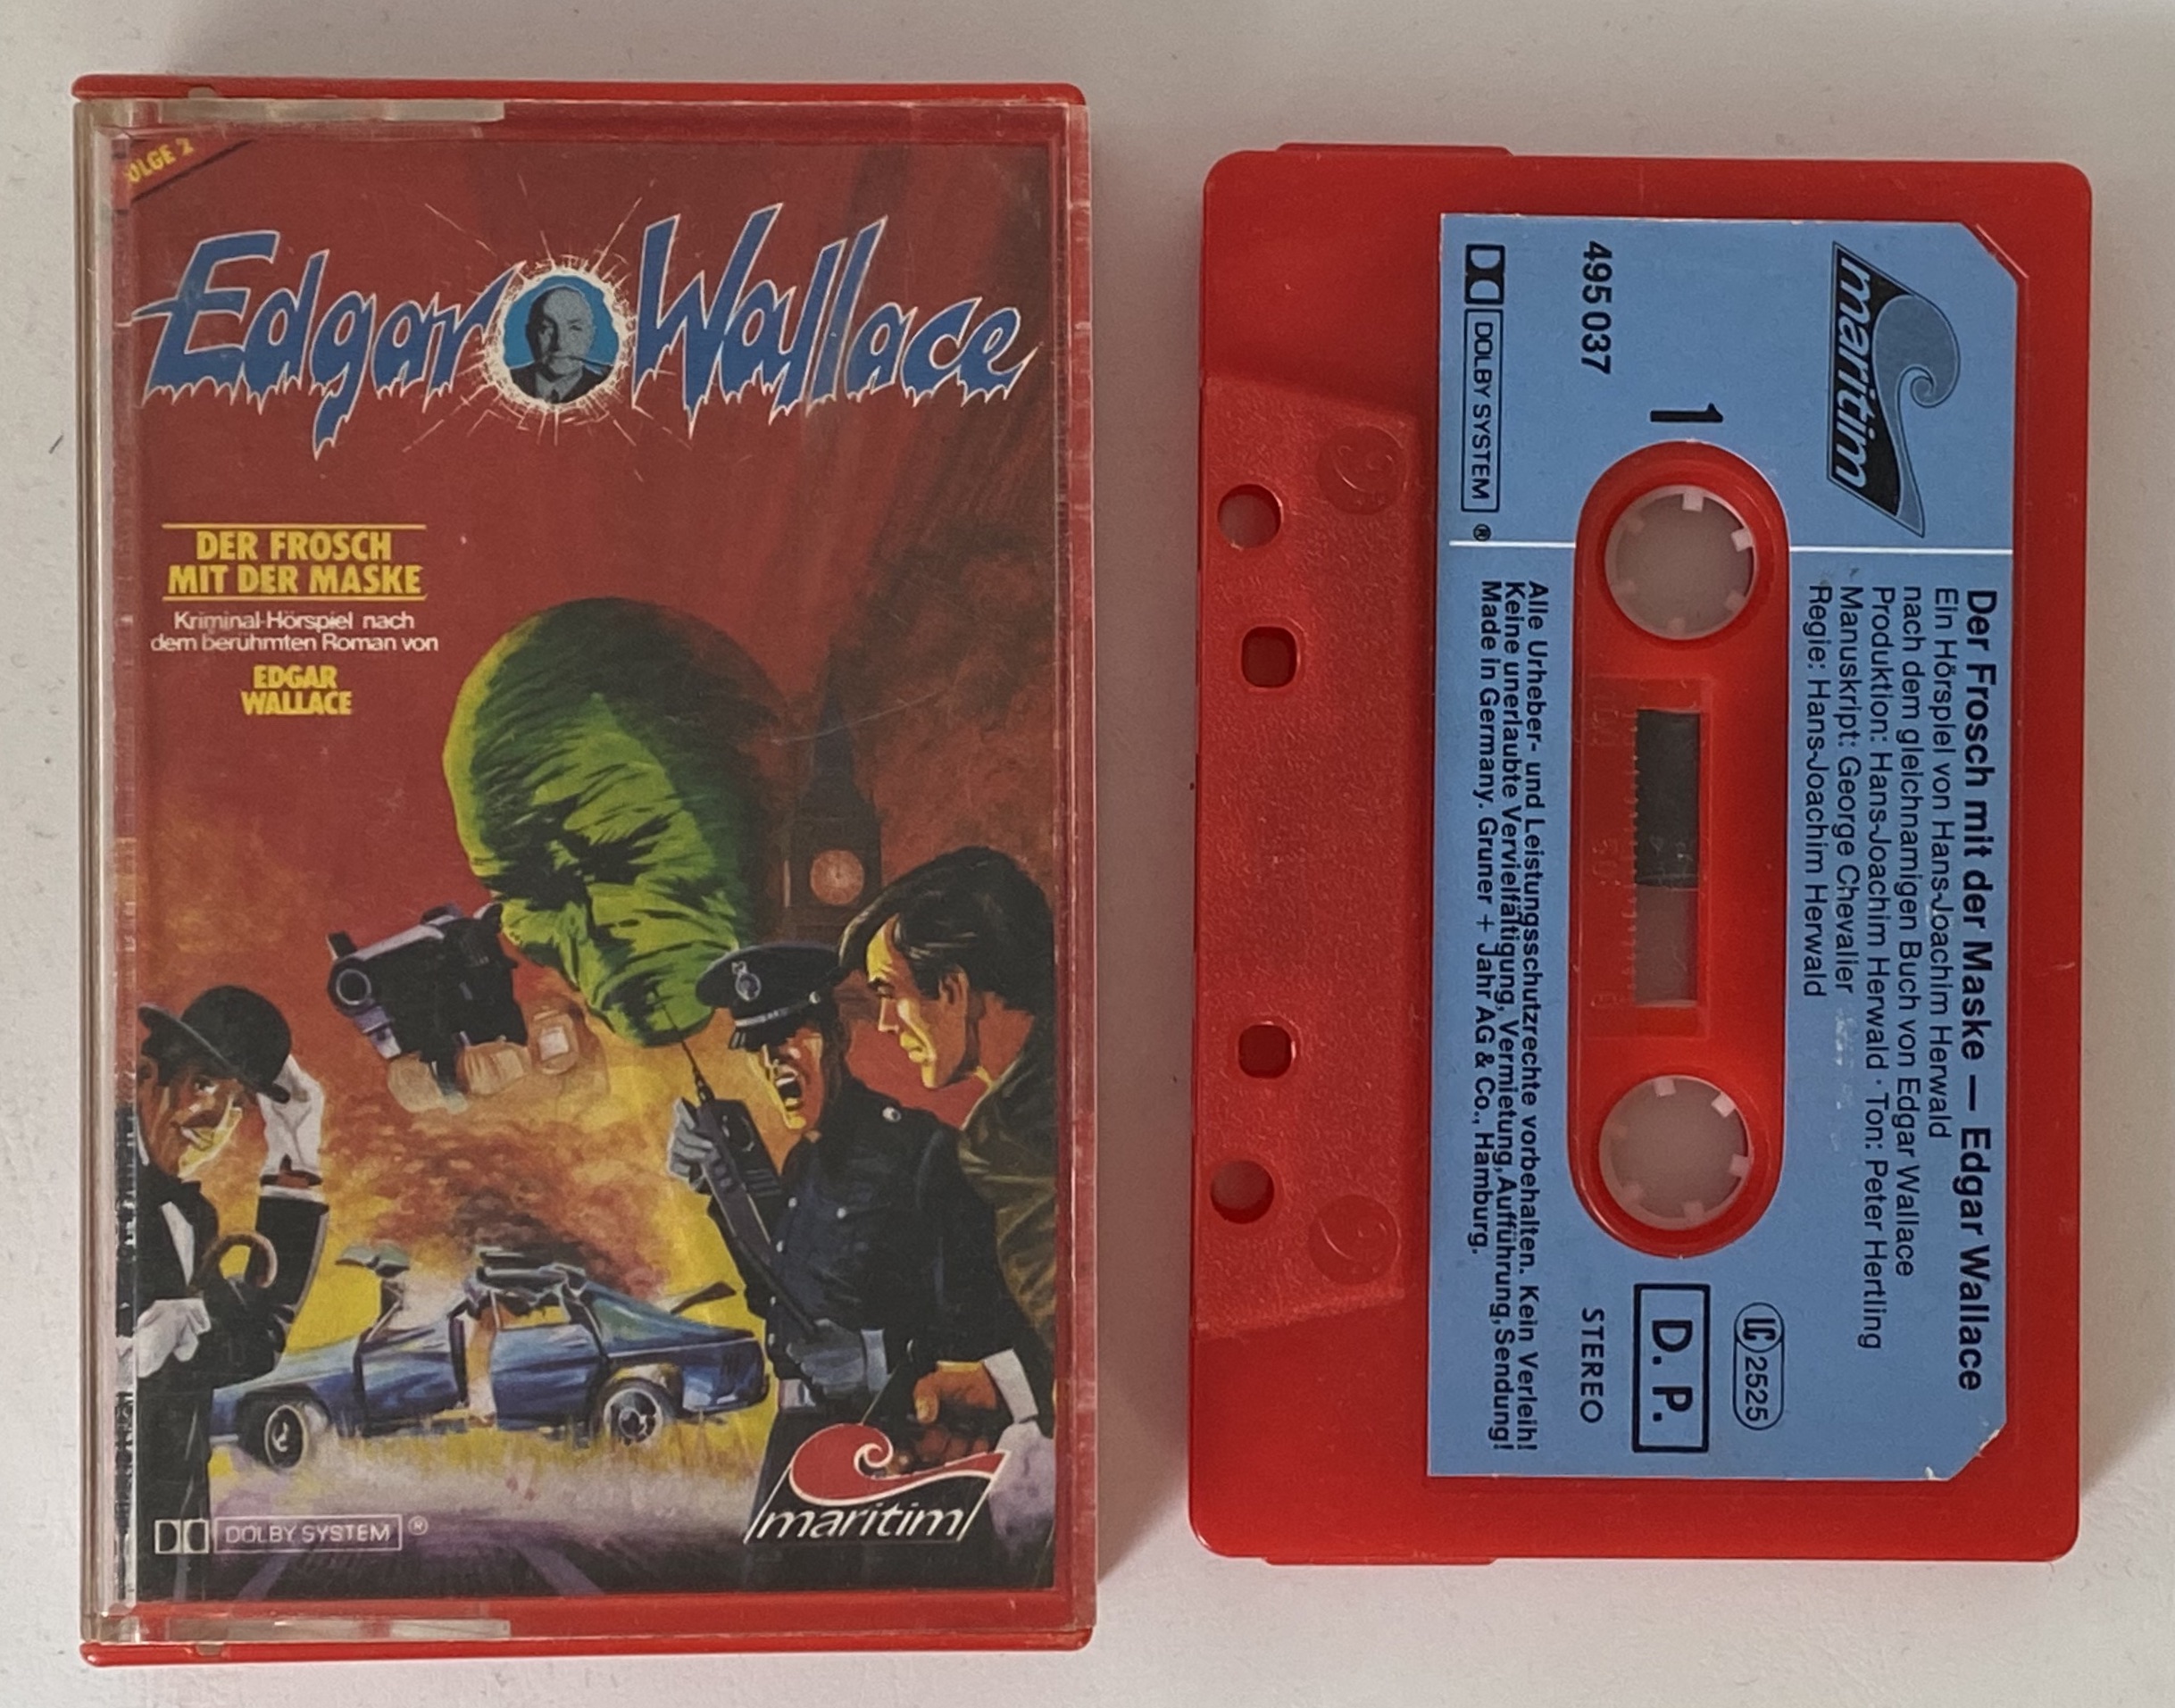 OLGE 2
Edgar Wallace
DER FROSCH
MIT DER MASKE
Kriminal-Hörspiel nach
dem berühmten Roman von
EDGAR
WALLACE
DOLBY SYSTEM ®
maritim
maritim
495 037
1
DOLBY SYSTEM ®
Der Frosch mit der Maske — Edgar Wallace
Ein Hörspiel von Hans-Joachim Herwald
nach dem gleichnamigen Buch von Edgar Wallace
Produktion: Hans-Joachim Herwald · Ton: Peter Hertling
Manuskript: George Chevalier
Regie: Hans-Joachim Herwald
LC 2525
D. P.
STEREO
Alle Urheber- und Leistungsschutzrechte vorbehalten. Kein Verleih!
Keine unerlaubte Vervielfältigung, Vermietung, Aufführung, Sendung!
Made in Germany. Gruner + Jahr AG & Co., Hamburg.